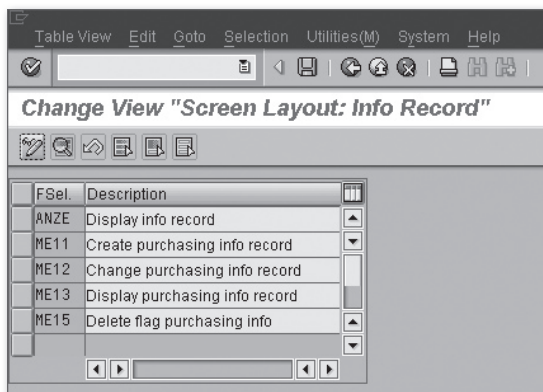 Table View Edit Goto Selection Utilities(M) System Help
Change View "Screen Layout: Info Record"
FSel. Description
ANZE Display info record
ME11 Create purchasing info record
ME12 Change purchasing info record
ME13 Display purchasing info record
ME15 Delete flag purchasing info